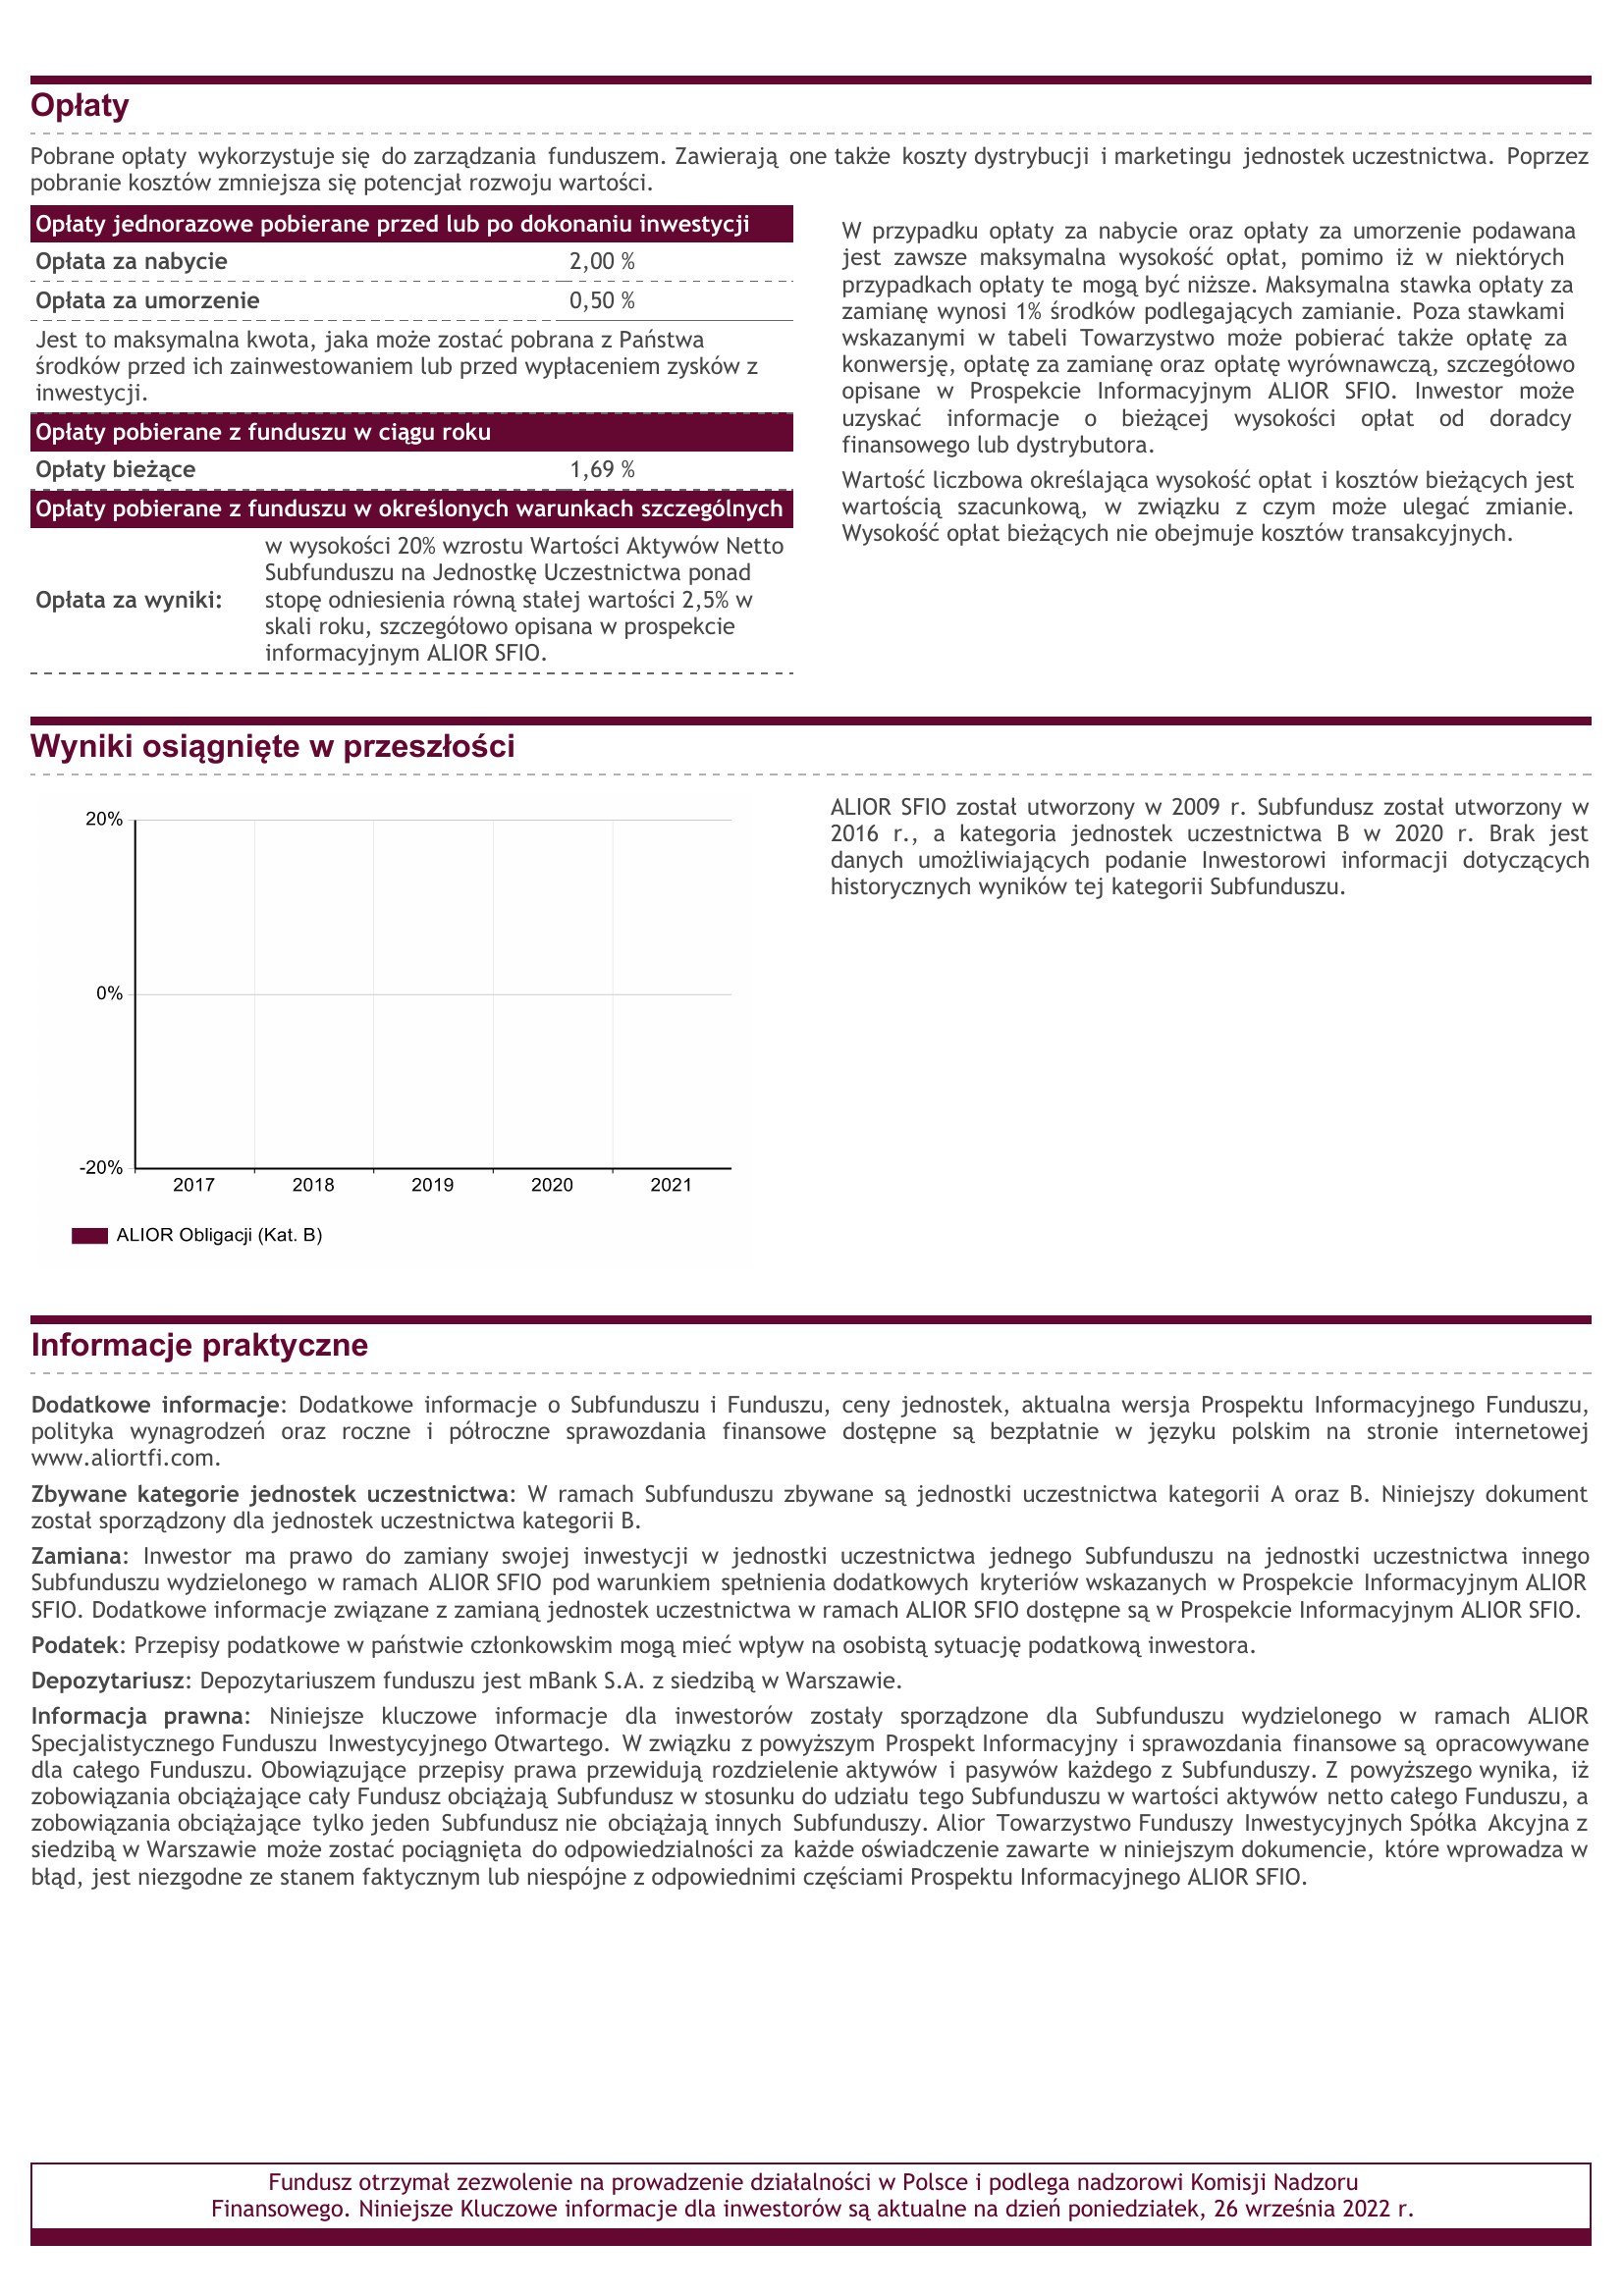 Opłaty
Pobrane opłaty wykorzystuje się do zarządzania funduszem. Zawierają one także koszty dystrybucji i marketingu jednostek uczestnictwa. Poprzez
pobranie kosztów zmniejsza się potencjał rozwoju wartości.
Opłaty jednorazowe pobierane przed lub po dokonaniu inwestycji
Opłata za nabycie 2,00 %
Opłata za umorzenie 0,50 %
Jest to maksymalna kwota, jaka może zostać pobrana z Państwa
środków przed ich zainwestowaniem lub przed wypłaceniem zysków z
inwestycji.
Opłaty pobierane z funduszu w ciągu roku
Opłaty bieżące 1,69 %
Opłaty pobierane z funduszu w określonych warunkach szczególnych
Opłata za wyniki:
w wysokości 20% wzrostu Wartości Aktywów Netto
Subfunduszu na Jednostkę Uczestnictwa ponad
stopę odniesienia równą stałej wartości 2,5% w
skali roku, szczegółowo opisana w prospekcie
informacyjnym ALIOR SFIO.
W przypadku opłaty za nabycie oraz opłaty za umorzenie podawana
jest zawsze maksymalna wysokość opłat, pomimo iż w niektórych
przypadkach opłaty te mogą być niższe. Maksymalna stawka opłaty za
zamianę wynosi 1% środków podlegających zamianie. Poza stawkami
wskazanymi w tabeli Towarzystwo może pobierać także opłatę za
konwersję, opłatę za zamianę oraz opłatę wyrównawczą, szczegółowo
opisane w Prospekcie Informacyjnym ALIOR SFIO. Inwestor może
uzyskać informacje o bieżącej wysokości opłat od doradcy
finansowego lub dystrybutora.
Wartość liczbowa określająca wysokość opłat i kosztów bieżących jest
wartością szacunkową, w związku z czym może ulegać zmianie.
Wysokość opłat bieżących nie obejmuje kosztów transakcyjnych.
Wyniki osiągnięte w przeszłości
20%
0%
-20%
2017 2018 2019 2020 2021
ALIOR Obligacji (Kat. B)
ALIOR SFIO został utworzony w 2009 r. Subfundusz został utworzony w
2016 r., a kategoria jednostek uczestnictwa B w 2020 r. Brak jest
danych umożliwiających podanie Inwestorowi informacji dotyczących
historycznych wyników tej kategorii Subfunduszu.
Informacje praktyczne
Dodatkowe informacje: Dodatkowe informacje o Subfunduszu i Funduszu, ceny jednostek, aktualna wersja Prospektu Informacyjnego Funduszu,
polityka wynagrodzeń oraz roczne i półroczne sprawozdania finansowe dostępne są bezpłatnie w języku polskim na stronie internetowej
www.aliortfi.com.
Zbywane kategorie jednostek uczestnictwa: W ramach Subfunduszu zbywane są jednostki uczestnictwa kategorii A oraz B. Niniejszy dokument
został sporządzony dla jednostek uczestnictwa kategorii B.
Zamiana: Inwestor ma prawo do zamiany swojej inwestycji w jednostki uczestnictwa jednego Subfunduszu na jednostki uczestnictwa innego
Subfunduszu wydzielonego w ramach ALIOR SFIO pod warunkiem spełnienia dodatkowych kryteriów wskazanych w Prospekcie Informacyjnym ALIOR
SFIO. Dodatkowe informacje związane z zamianą jednostek uczestnictwa w ramach ALIOR SFIO dostępne są w Prospekcie Informacyjnym ALIOR SFIO.
Podatek: Przepisy podatkowe w państwie członkowskim mogą mieć wpływ na osobistą sytuację podatkową inwestora.
Depozytariusz: Depozytariuszem funduszu jest mBank S.A. z siedzibą w Warszawie.
Informacja prawna: Niniejsze kluczowe informacje dla inwestorów zostały sporządzone dla Subfunduszu wydzielonego w ramach ALIOR
Specjalistycznego Funduszu Inwestycyjnego Otwartego. W związku z powyższym Prospekt Informacyjny i sprawozdania finansowe są opracowywane
dla całego Funduszu. Obowiązujące przepisy prawa przewidują rozdzielenie aktywów i pasywów każdego z Subfunduszy. Z powyższego wynika, iż
zobowiązania obciążające cały Fundusz obciążają Subfundusz w stosunku do udziału tego Subfunduszu w wartości aktywów netto całego Funduszu, a
zobowiązania obciążające tylko jeden Subfundusz nie obciążają innych Subfunduszy. Alior Towarzystwo Funduszy Inwestycyjnych Spółka Akcyjna z
siedzibą w Warszawie może zostać pociągnięta do odpowiedzialności za każde oświadczenie zawarte w niniejszym dokumencie, które wprowadza w
błąd, jest niezgodne ze stanem faktycznym lub niespójne z odpowiednimi częściami Prospektu Informacyjnego ALIOR SFIO.
Fundusz otrzymał zezwolenie na prowadzenie działalności w Polsce i podlega nadzorowi Komisji Nadzoru
Finansowego. Niniejsze Kluczowe informacje dla inwestorów są aktualne na dzień poniedziałek, 26 września 2022 r.